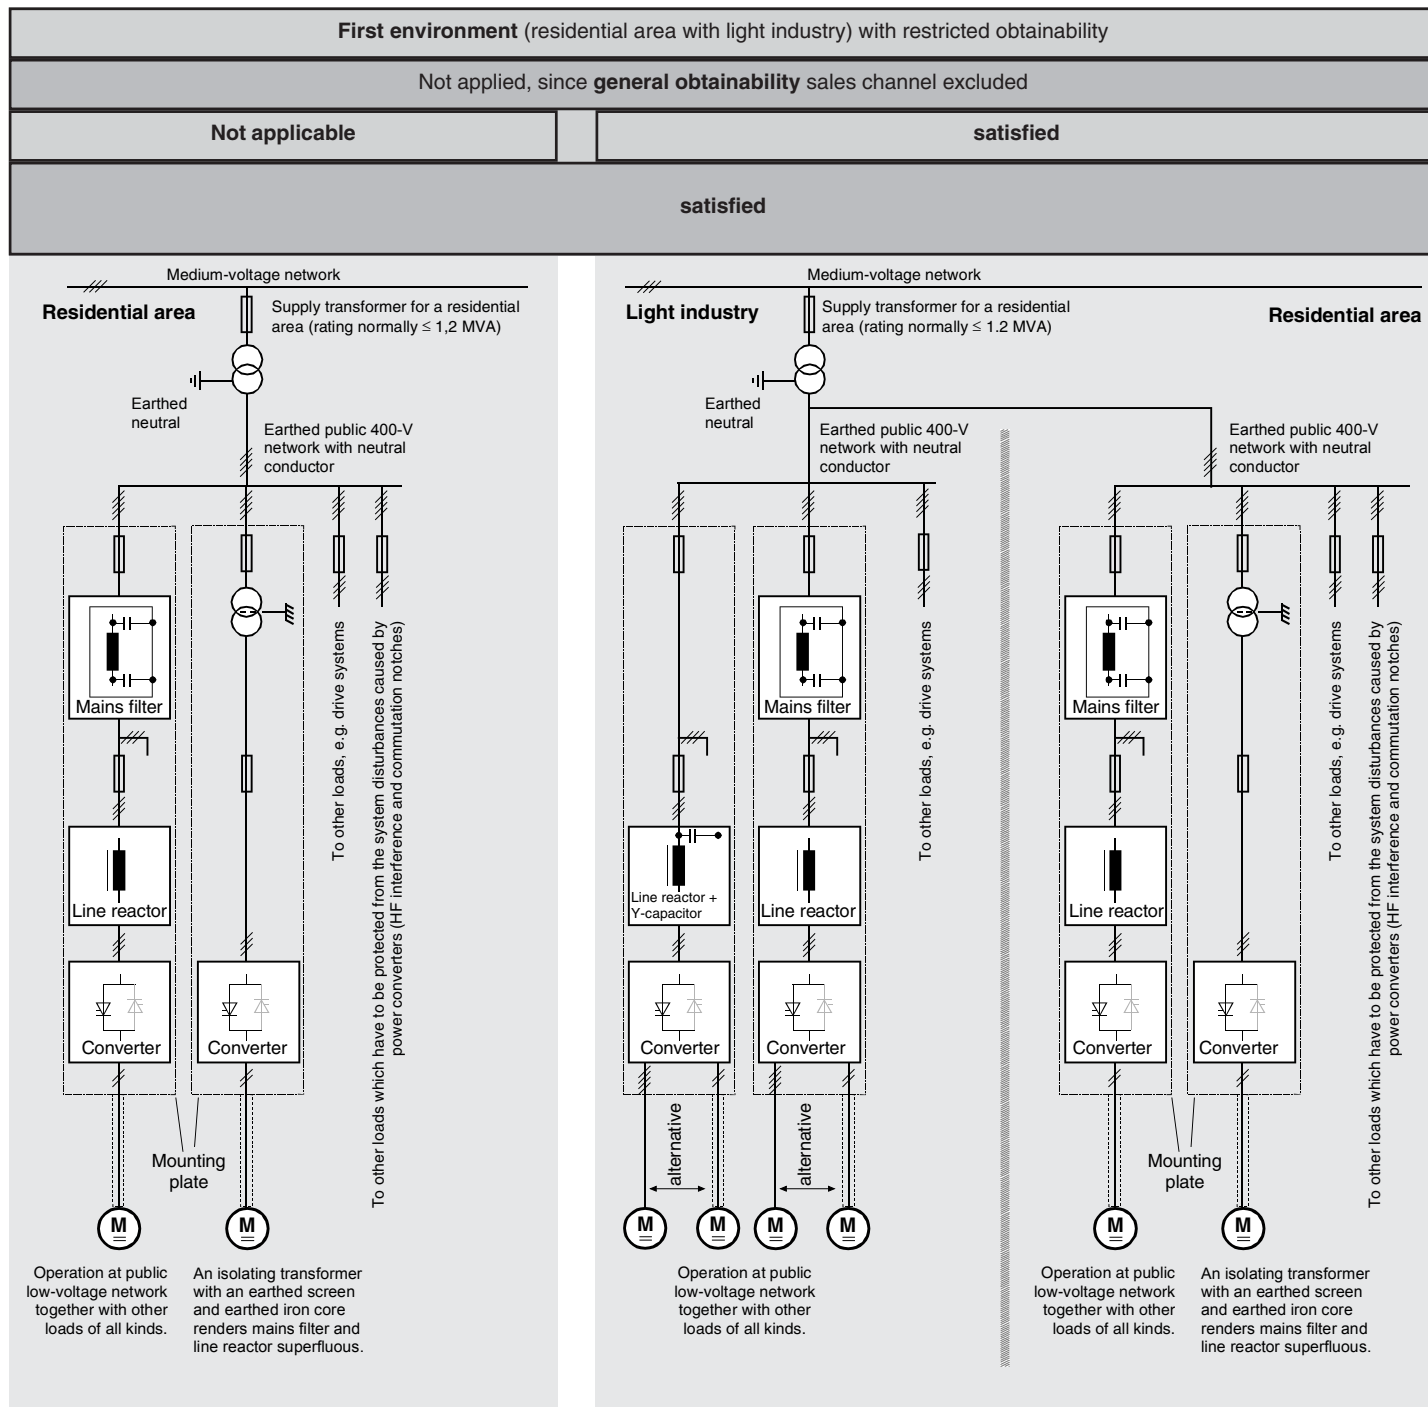 First environment (residential area with light industry) with restricted obtainability
Not applied, since general obtainability sales channel excluded
Not applicable
satisfied
satisfied
Medium-voltage network
Residential area
Supply transformer for a residential
area (rating normally ≤ 1,2 MVA)
Earthed
neutral
Earthed public 400-V
network with neutral
conductor
Mains filter
Line reactor
Converter
Converter
To other loads, e.g. drive systems
To other loads which have to be protected from the system disturbances caused by
power converters (HF interference and commutation notches)
Mounting
plate
M
M
Operation at public
low-voltage network
together with other
loads of all kinds.
An isolating transformer
with an earthed screen
and earthed iron core
renders mains filter and
line reactor superfluous.
Medium-voltage network
Light industry
Supply transformer for a residential
area (rating normally ≤ 1.2 MVA)
Residential area
Earthed
neutral
Earthed public 400-V
network with neutral
conductor
Mains filter
Line reactor +
Y-capacitor
Line reactor
Converter
Converter
To other loads, e.g. drive systems
alternative
alternative
M
M
M
M
Operation at public
low-voltage network
together with other
loads of all kinds.
Earthed public 400-V
network with neutral
conductor
Mains filter
Line reactor
Converter
Converter
To other loads, e.g. drive systems
To other loads which have to be protected from the system disturbances caused by
power converters (HF interference and commutation notches)
Mounting
plate
M
M
Operation at public
low-voltage network
together with other
loads of all kinds.
An isolating transformer
with an earthed screen
and earthed iron core
renders mains filter and
line reactor superfluous.